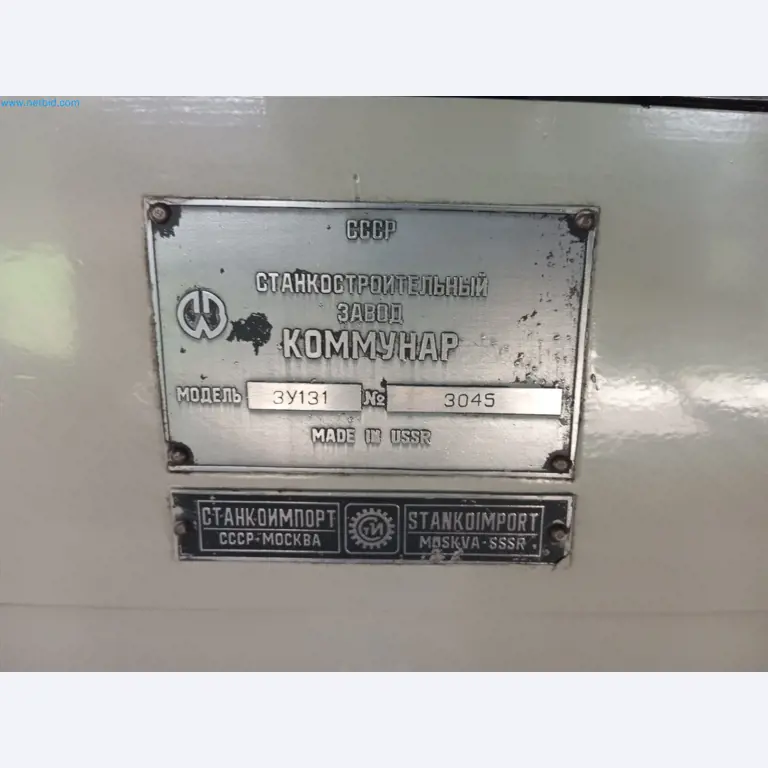 www.netbid.com
СССР
СТАНКОСТРОИТЕЛЬНЫЙ
ЗАВОД
КОММУНАР
МОДЕЛЬ 3У131 № 3045
MADE IN USSR
СТАНКОИМПОРТ
СССР-МОСКВА
СИ
STANKOIMPORT
MOSKVA-SSSR